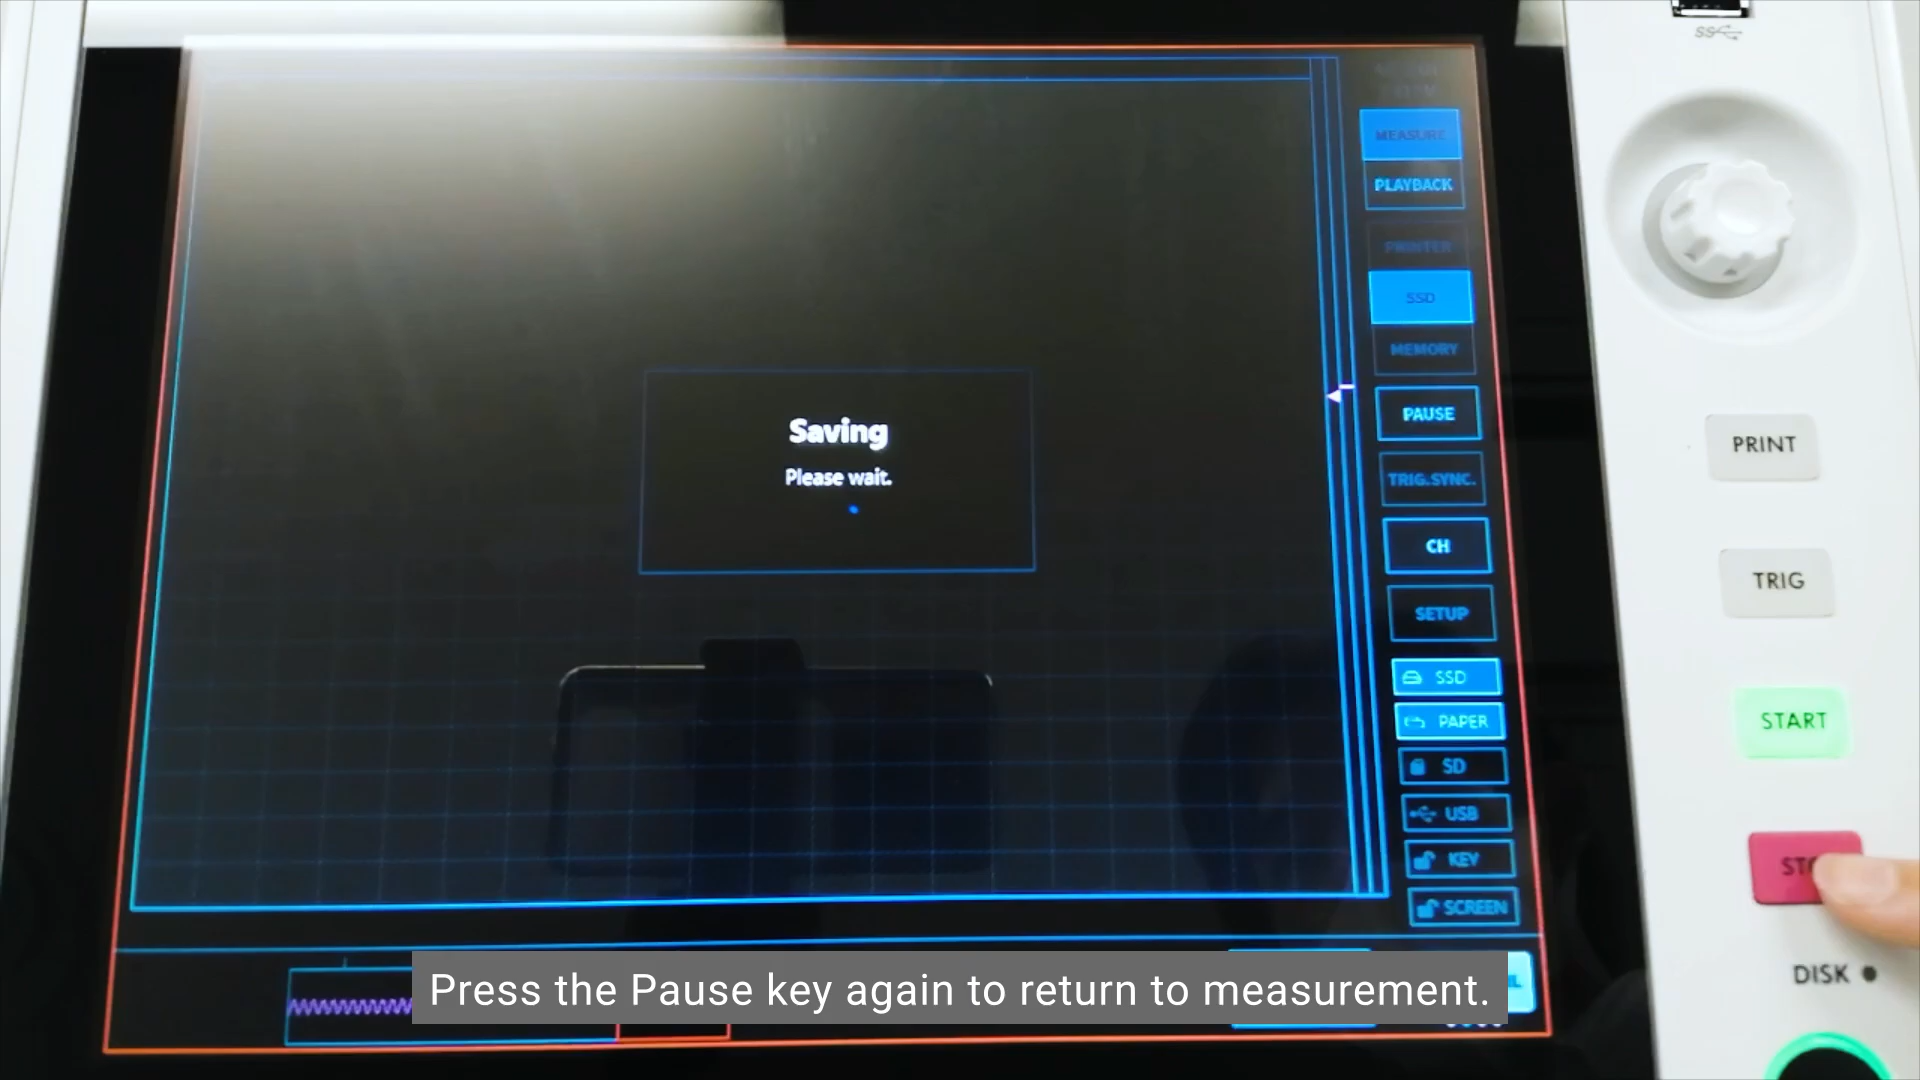 MEASURE
PLAYBACK
PRINTER
SSD
MEMORY
PAUSE
TRIG.SYNC.
CH
SETUP
SSD
PAPER
SD
USB
KEY
SCREEN
Saving
Please wait.
PRINT
TRIG
START
DISK
Press the Pause key again to return to measurement.